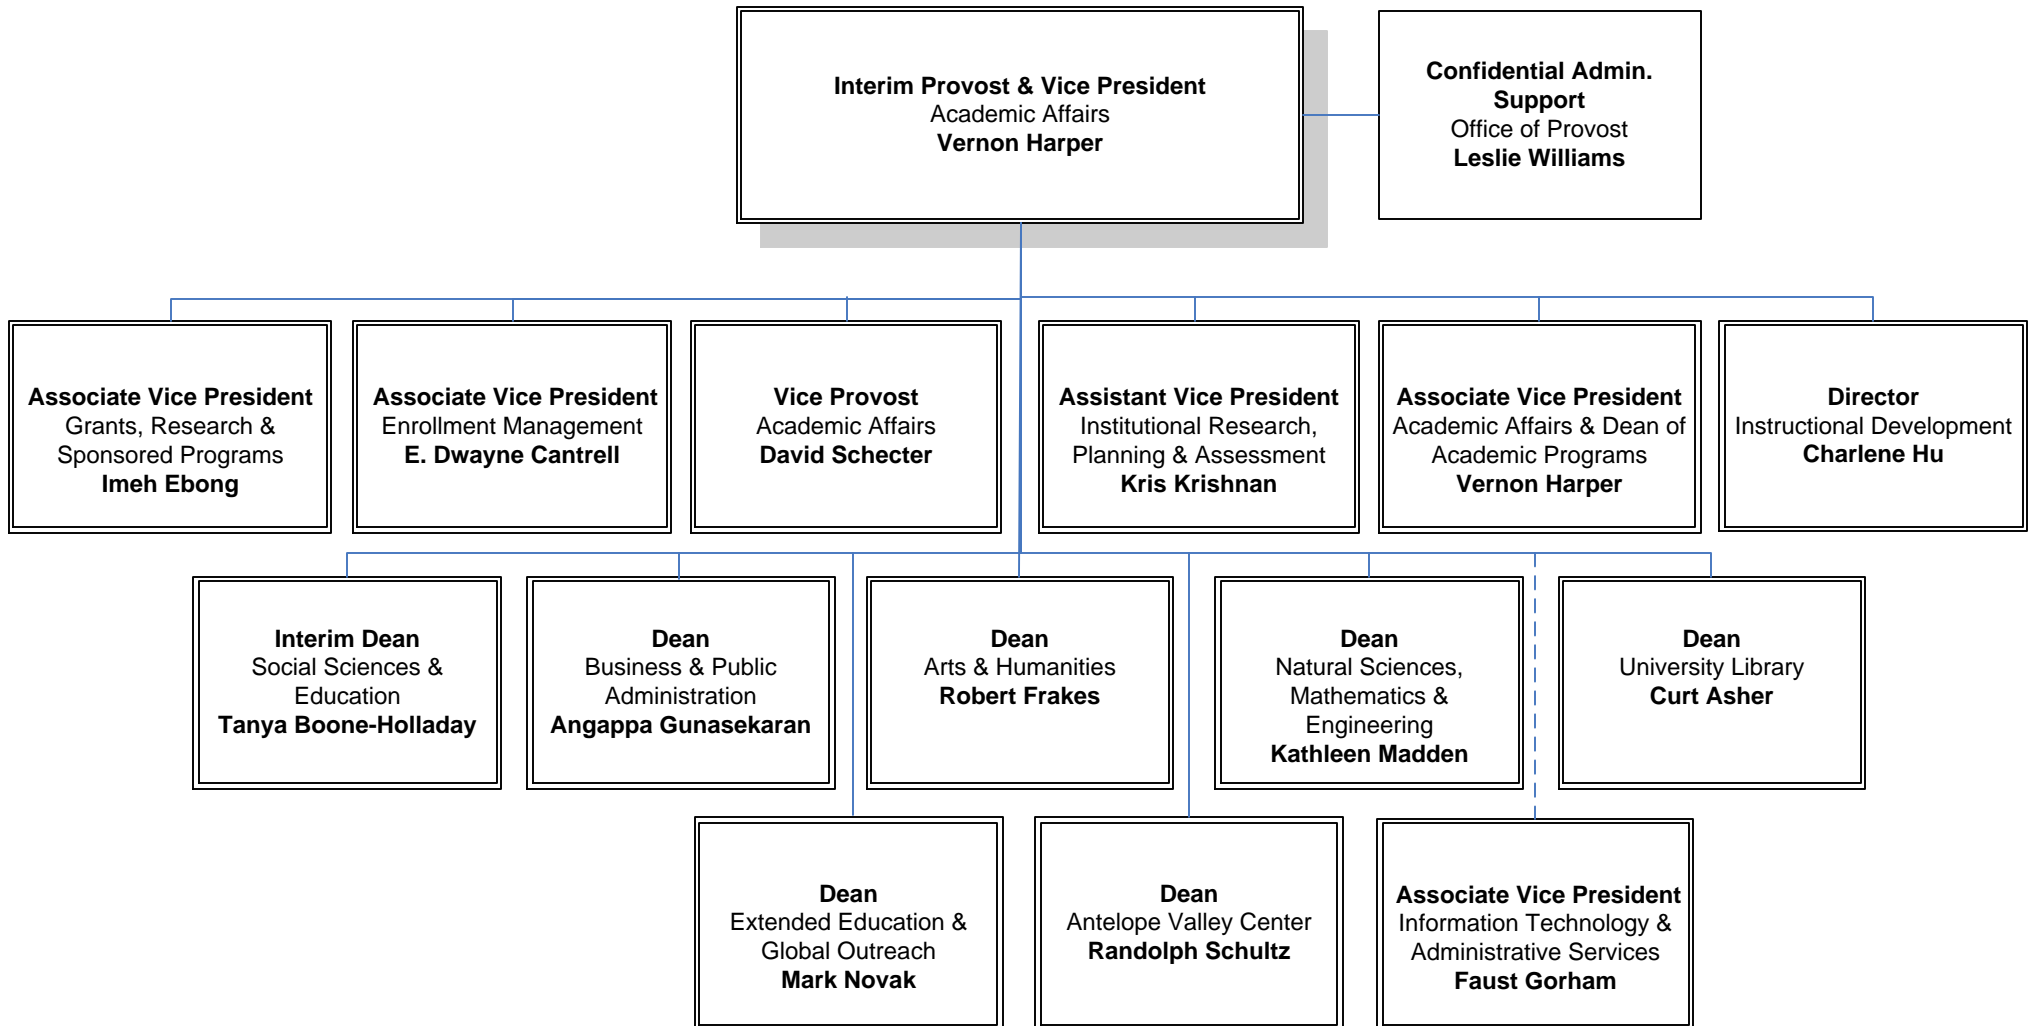 Interim Provost & Vice President
Academic Affairs
Vernon Harper
Confidential Admin.
Support
Office of Provost
Leslie Williams
Associate Vice President
Grants, Research &
Sponsored Programs
Imeh Ebong
Associate Vice President
Enrollment Management
E. Dwayne Cantrell
Vice Provost
Academic Affairs
David Schecter
Assistant Vice President
Institutional Research,
Planning & Assessment
Kris Krishnan
Associate Vice President
Academic Affairs & Dean of
Academic Programs
Vernon Harper
Director
Instructional Development
Charlene Hu
Interim Dean
Social Sciences &
Education
Tanya Boone-Holladay
Dean
Business & Public
Administration
Angappa Gunasekaran
Dean
Arts & Humanities
Robert Frakes
Dean
Natural Sciences,
Mathematics &
Engineering
Kathleen Madden
Dean
University Library
Curt Asher
Dean
Extended Education &
Global Outreach
Mark Novak
Dean
Antelope Valley Center
Randolph Schultz
Associate Vice President
Information Technology &
Administrative Services
Faust Gorham